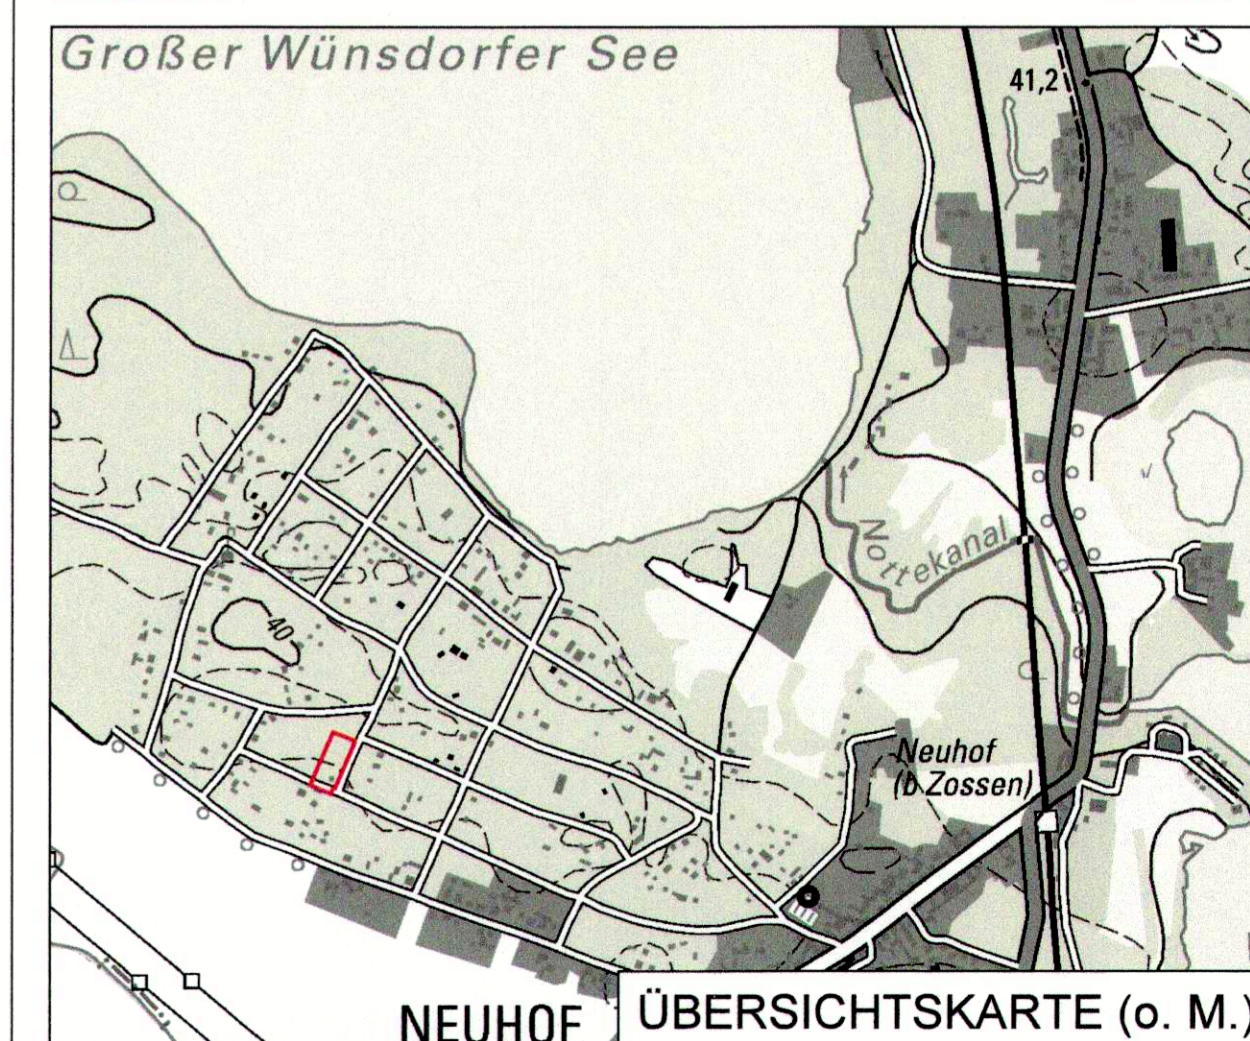 Großer Wünsdorfer See
41,2
Nottekanal
40
Neuhof
(b Zossen)
NEUHOF
ÜBERSICHTSKARTE (o. M.)